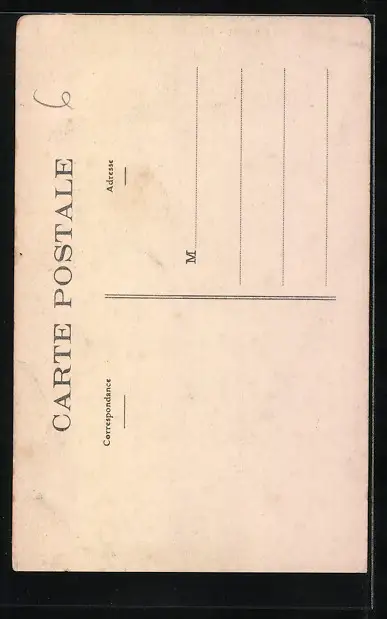 6
CARTE POSTALE
Correspondance
Adresse
M